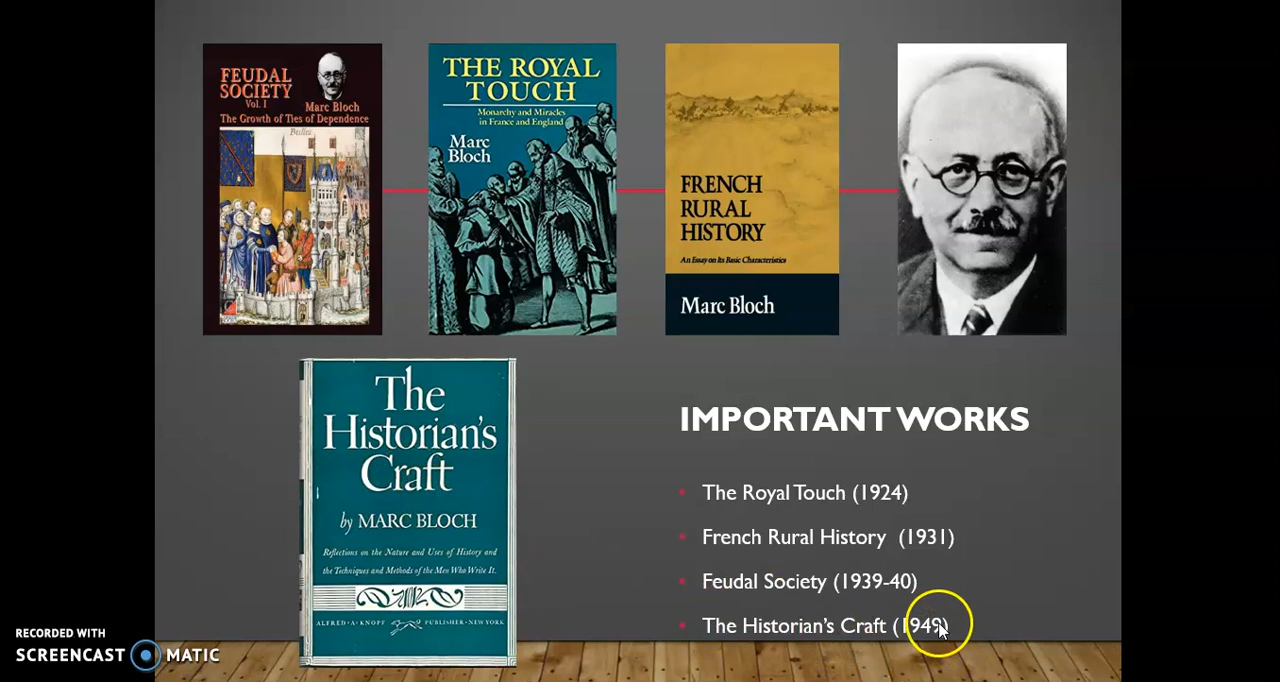 FEUDAL
SOCIETY
Vol. I
Marc Bloch
The Growth of Ties of Dependence
THE ROYAL
TOUCH
Monarchy and Miracles
in France and England
Marc
Bloch
FRENCH
RURAL
HISTORY
An Essay on Its Basic Characteristics
Marc Bloch
The
Historian's
Craft
by MARC BLOCH
Reflections on the Nature and Uses of History and
the Techniques and Methods of the Men Who Write It.
ALFRED·A·KNOPF PUBLISHER·NEW YORK
IMPORTANT WORKS
• The Royal Touch (1924)
• French Rural History (1931)
• Feudal Society (1939-40)
• The Historian's Craft (1949)
RECORDED WITH
SCREENCAST MATIC